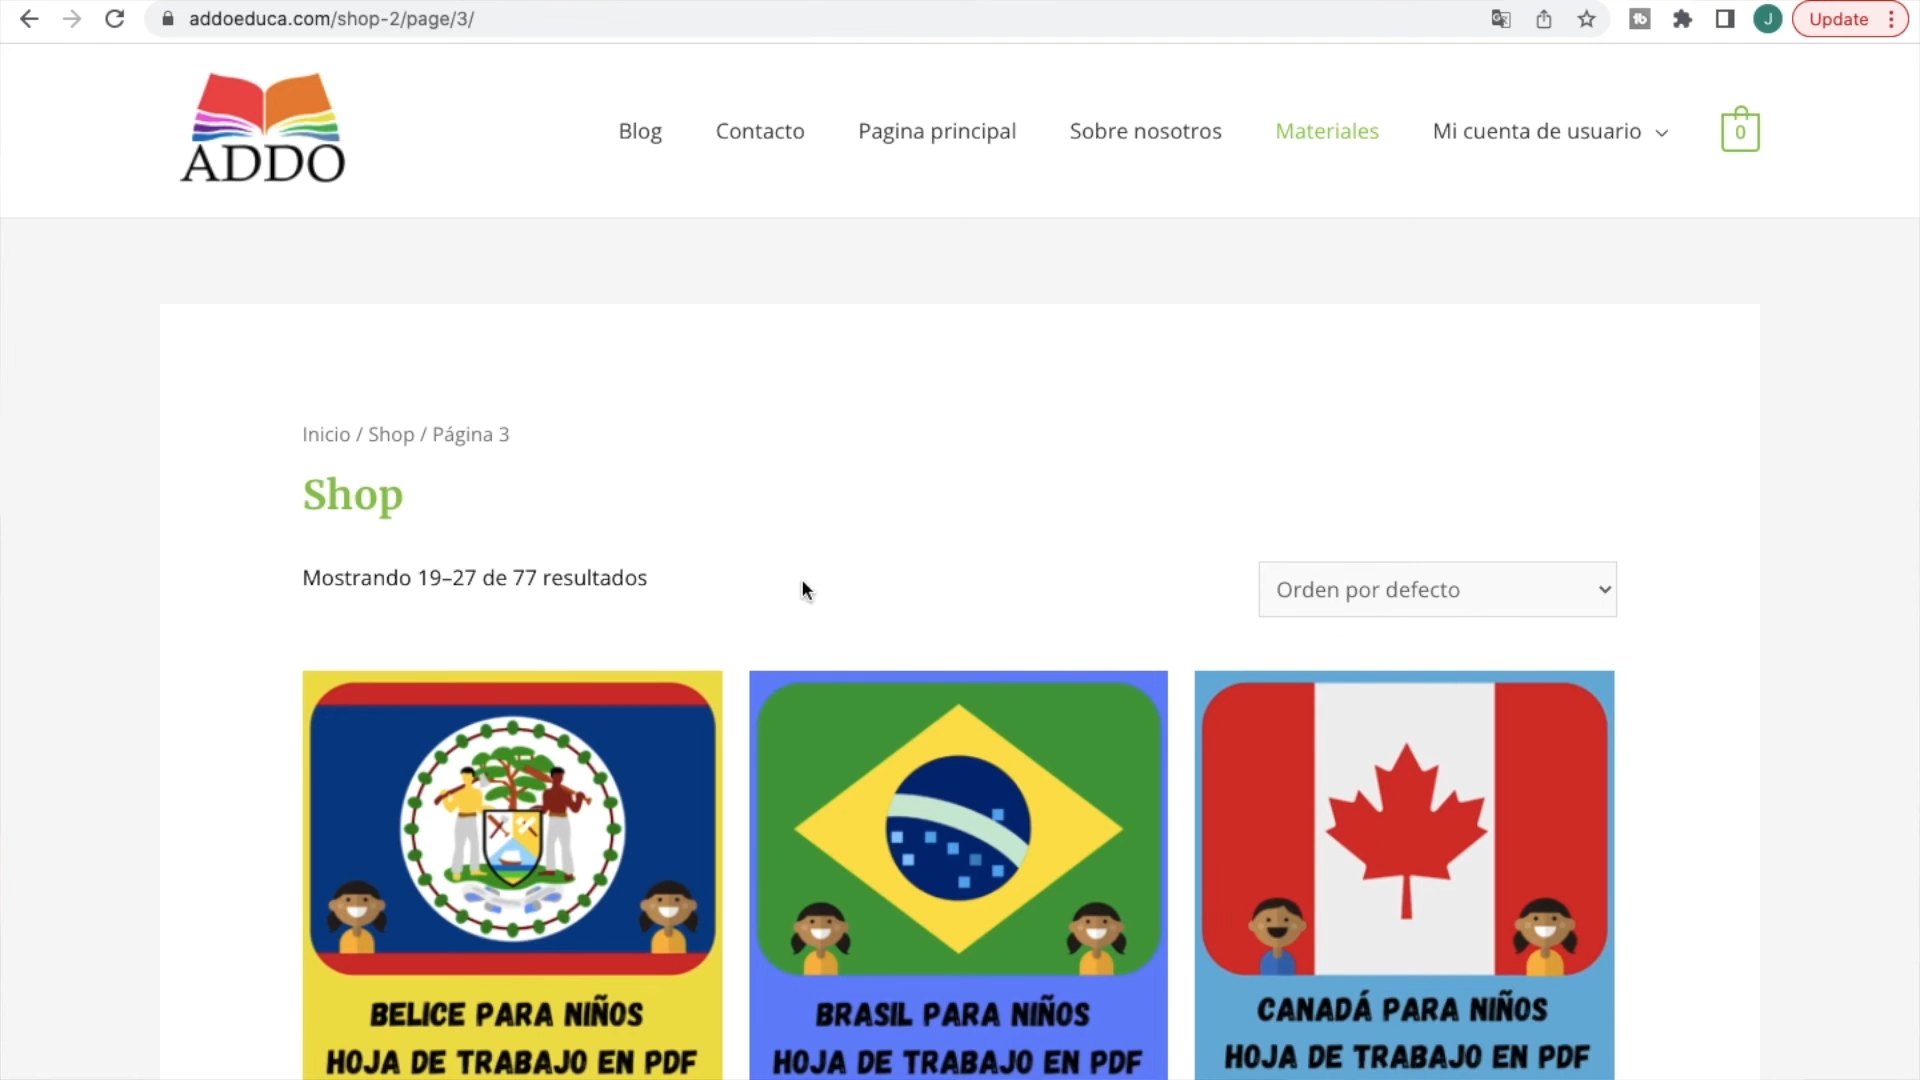 addoeduca.com/shop-2/page/3/
J
Update
ADDO
Blog
Contacto
Pagina principal
Sobre nosotros
Materiales
Mi cuenta de usuario
0
Inicio / Shop / Página 3
Shop
Mostrando 19–27 de 77 resultados
Orden por defecto
BELICE PARA NIÑOS
HOJA DE TRABAJO EN PDF
BRASIL PARA NIÑOS
HOJA DE TRABAJO EN PDF
CANADÁ PARA NIÑOS
HOJA DE TRABAJO EN PDF